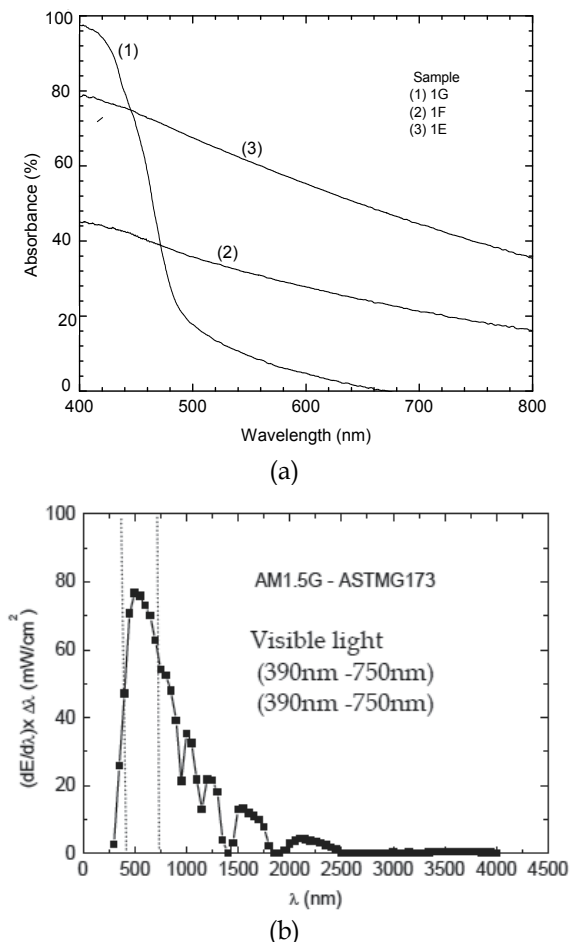 100
80
60
40
20
0
Absorbance (%)
(1)
(2)
(3)
Sample
(1) 1G
(2) 1F
(3) 1E
400
500
600
700
800
Wavelength (nm)
(a)
100
80
60
40
20
0
(dE/dλ)x Δλ (mW/cm²)
AM1.5G - ASTMG173
Visible light
(390nm -750nm)
(390nm -750nm)
0
500
1000
1500
2000
2500
3000
3500
4000
4500
λ (nm)
(b)